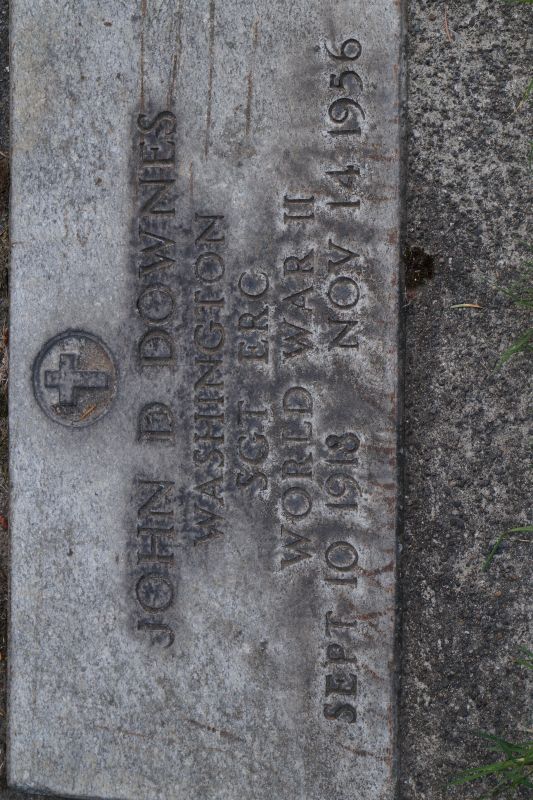 JOHN D DOWNES
WASHINGTON
SGT ERC
WORLD WAR II
SEPT 10 1918 NOV 14 1956